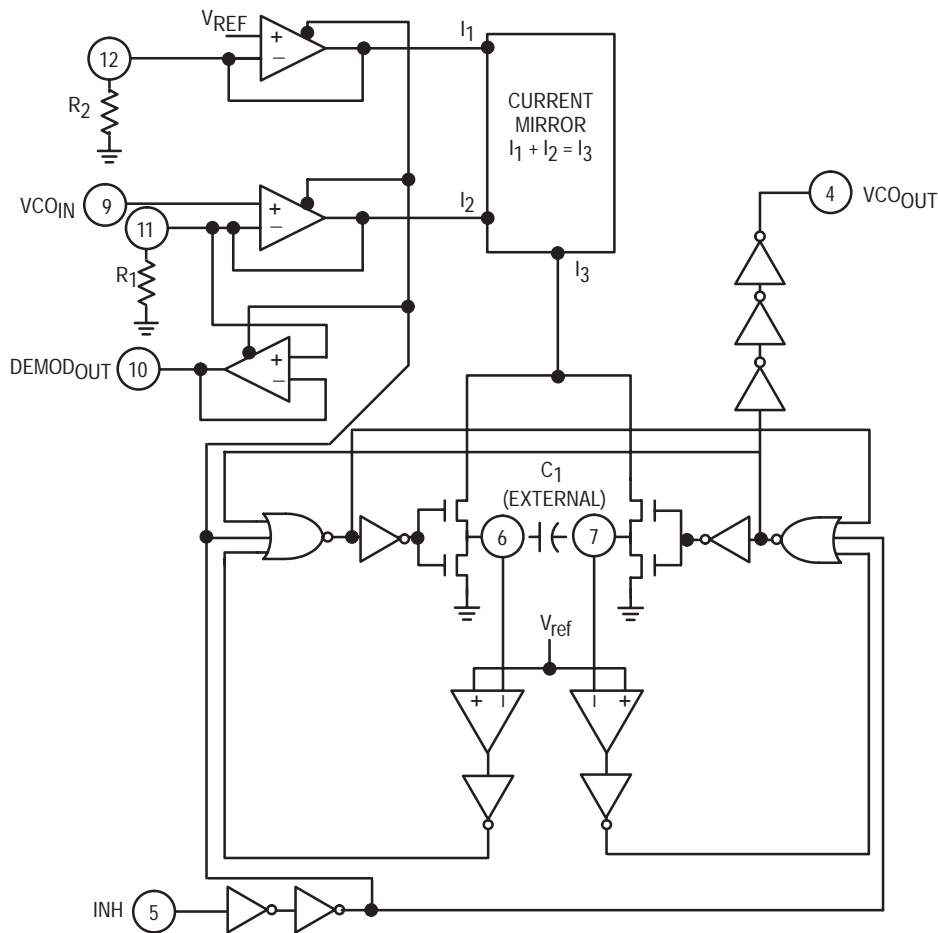 VREF
+
−
I1
12
R2
CURRENT
MIRROR
I1 + I2 = I3
VCOIN
9
+
−
I2
4
VCOOUT
11
R1
I3
DEMODOUT
10
+
−
C1
(EXTERNAL)
6
7
Vref
+
−
−
+
INH
5